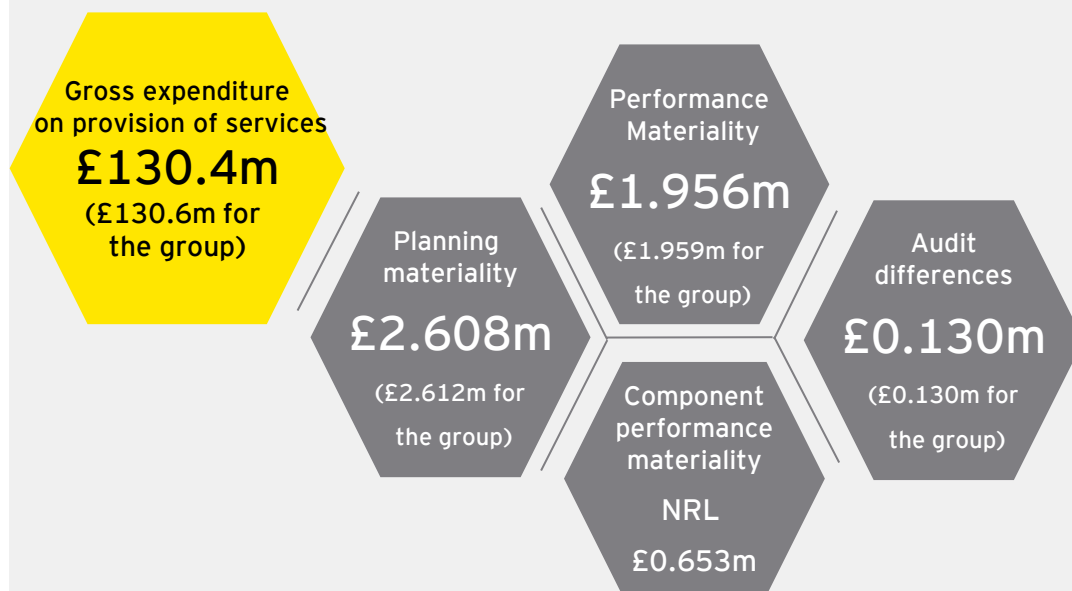 Gross expenditure
on provision of services
£130.4m
(£130.6m for
the group)
Planning
materiality
£2.608m
(£2.612m for
the group)
Performance
Materiality
£1.956m
(£1.959m for
the group)
Component
performance
materiality
NRL
£0.653m
Audit
differences
£0.130m
(£0.130m for
the group)